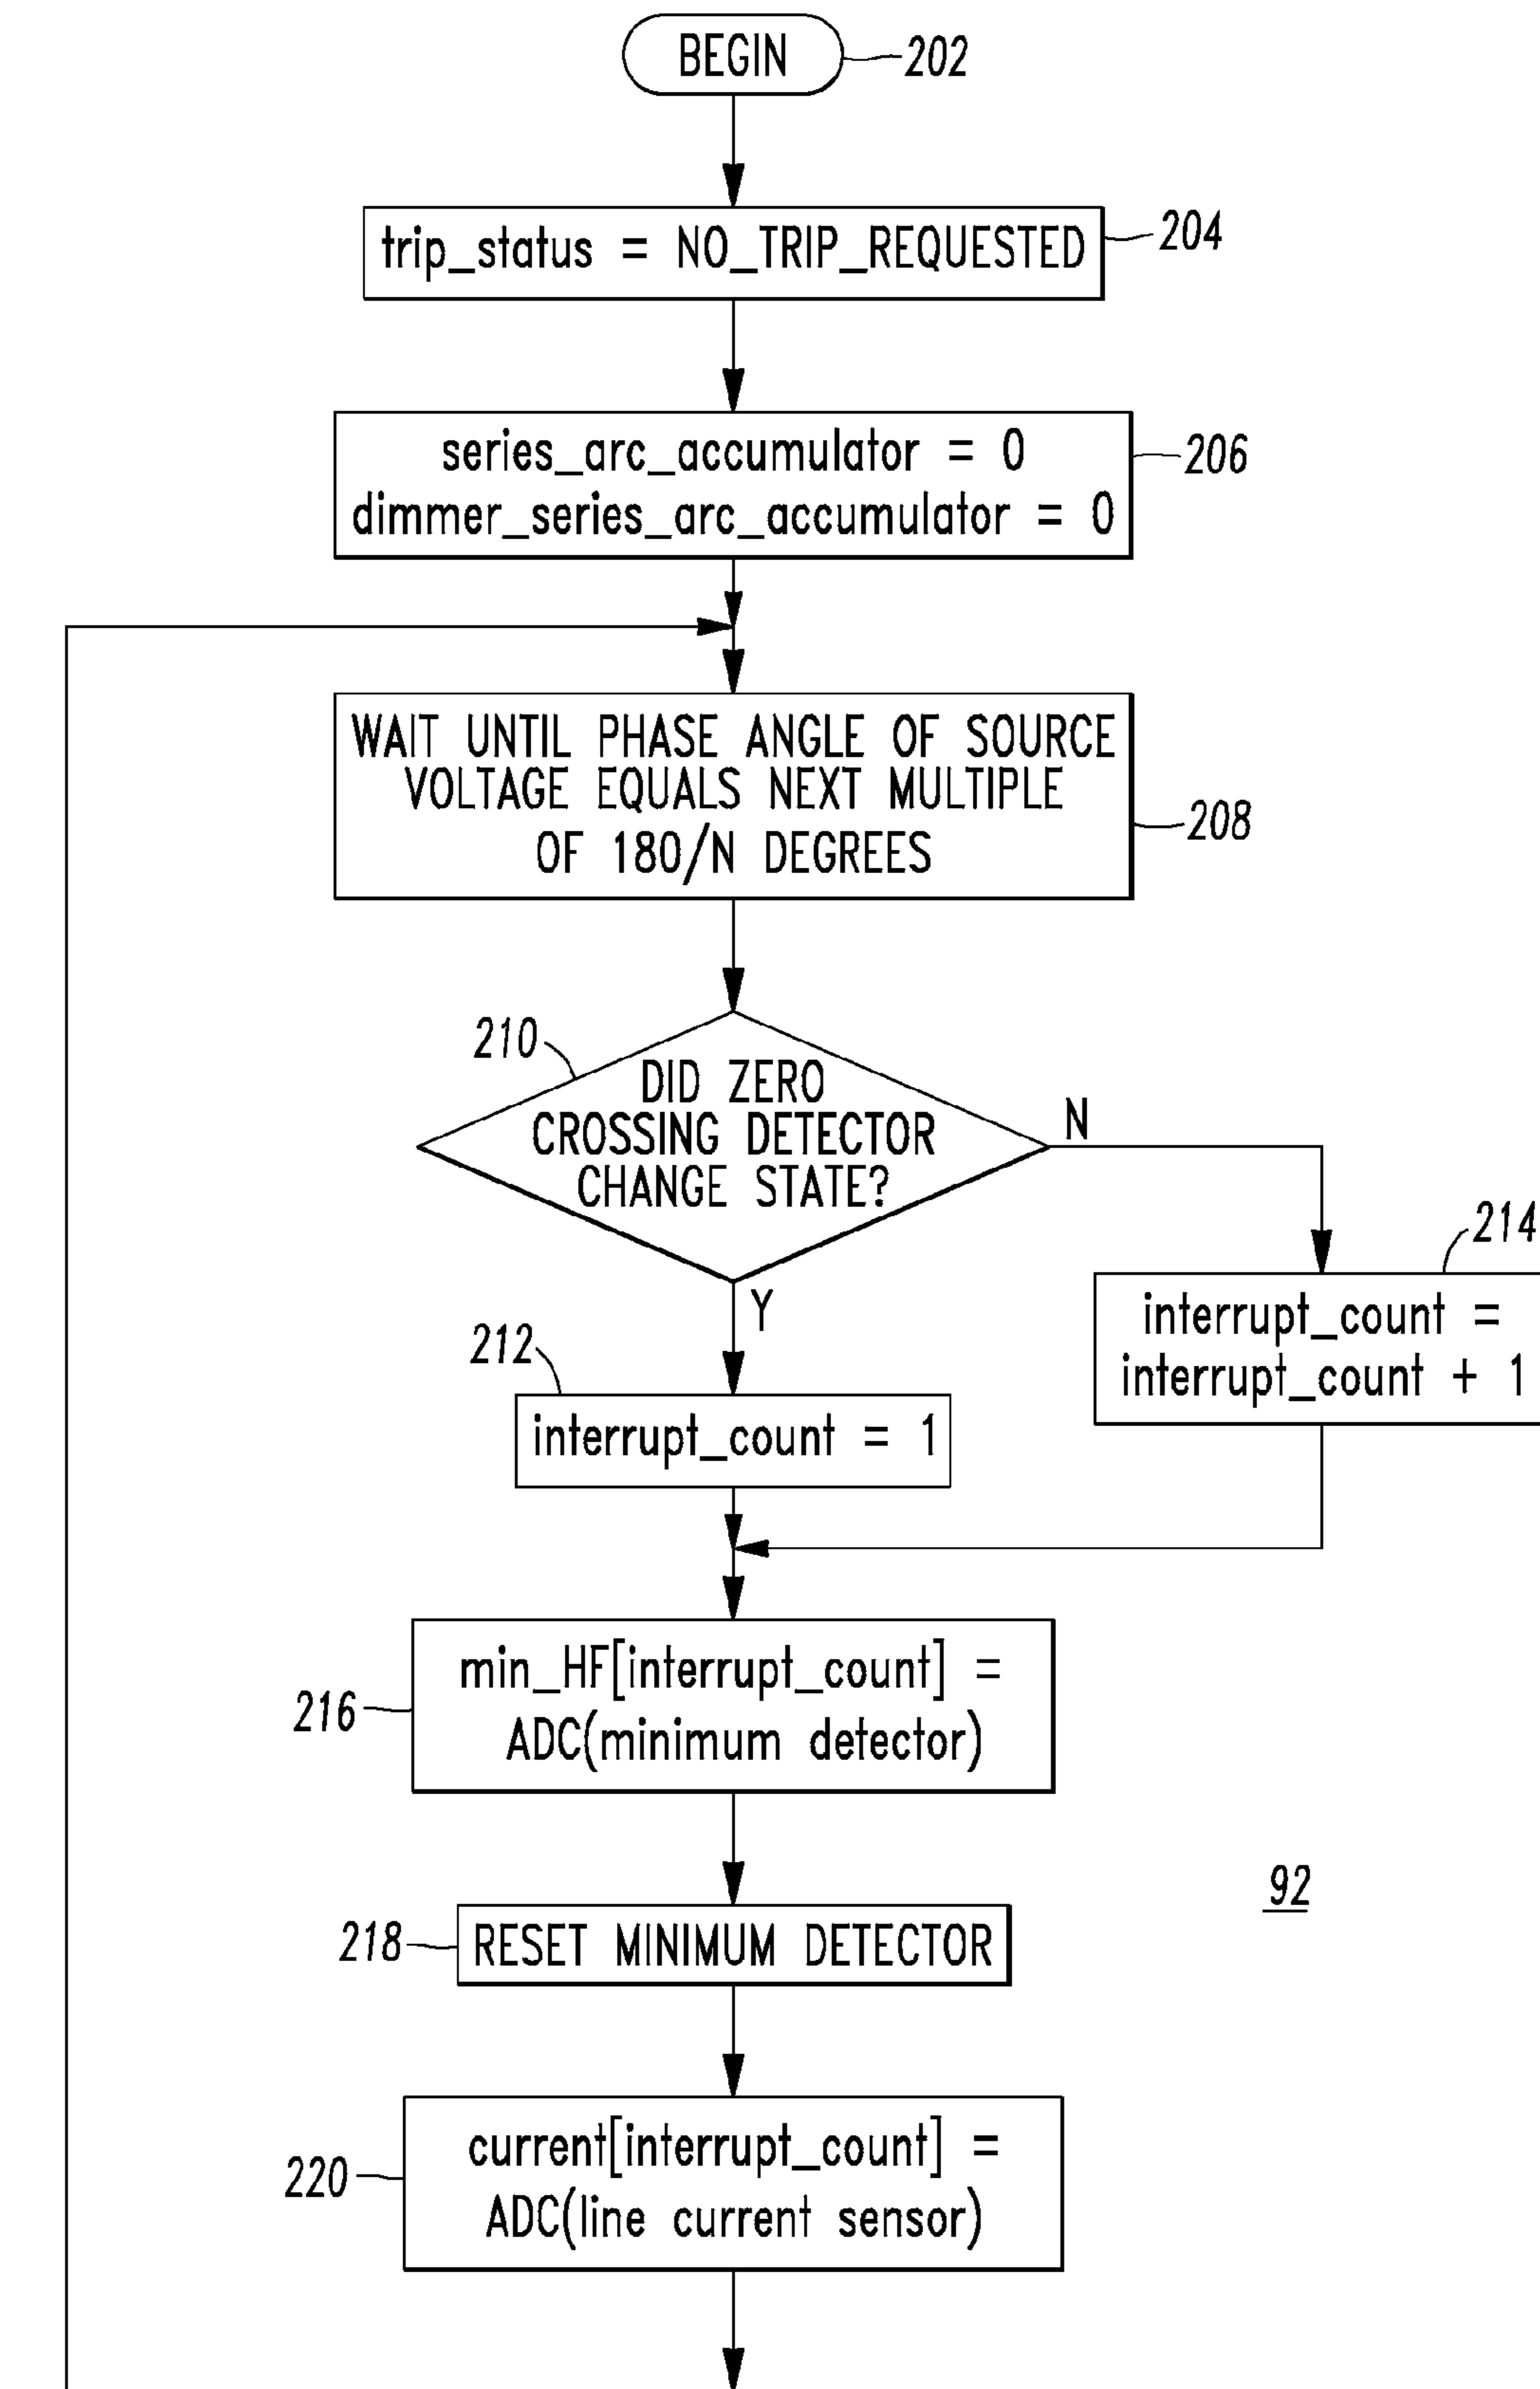 BEGIN
202
trip_status = NO_TRIP_REQUESTED
204
series_arc_accumulator = 0
dimmer_series_arc_accumulator = 0
206
WAIT UNTIL PHASE ANGLE OF SOURCE
VOLTAGE EQUALS NEXT MULTIPLE
OF 180/N DEGREES
208
210
DID ZERO
CROSSING DETECTOR
CHANGE STATE?
N
Y
214
interrupt_count =
interrupt_count + 1
212
interrupt_count = 1
min_HF[interrupt_count] =
ADC(minimum detector)
216
92
218
RESET MINIMUM DETECTOR
current[interrupt_count] =
ADC(line current sensor)
220